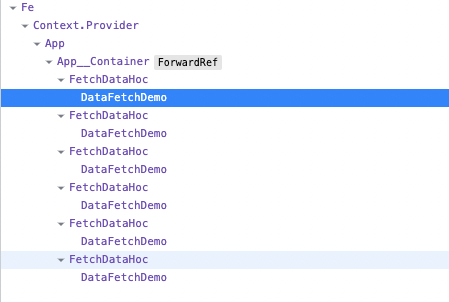 Fe
Context.Provider
App
App__Container ForwardRef
FetchDataHoc
DataFetchDemo
FetchDataHoc
DataFetchDemo
FetchDataHoc
DataFetchDemo
FetchDataHoc
DataFetchDemo
FetchDataHoc
DataFetchDemo
FetchDataHoc
DataFetchDemo